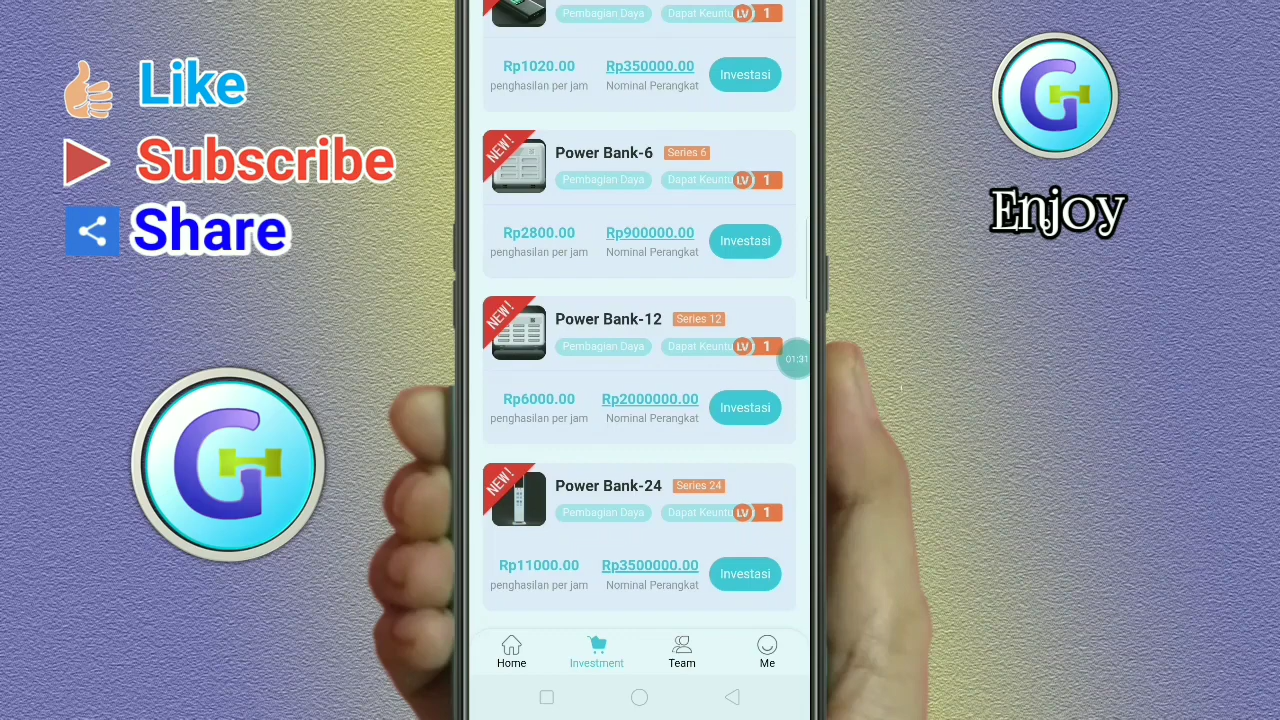 Like
Subscribe
Share
Enjoy
Pembagian Daya Dapat Keuntu LV 1
Rp1020.00 Rp350000.00 Investasi
penghasilan per jam Nominal Perangkat
NEW! Power Bank-6 Series 6
Pembagian Daya Dapat Keuntu LV 1
Rp2800.00 Rp900000.00 Investasi
penghasilan per jam Nominal Perangkat
NEW! Power Bank-12 Series 12
Pembagian Daya Dapat Keuntu LV 1
01:31
Rp6000.00 Rp2000000.00 Investasi
penghasilan per jam Nominal Perangkat
NEW! Power Bank-24 Series 24
Pembagian Daya Dapat Keuntu LV 1
Rp11000.00 Rp3500000.00 Investasi
penghasilan per jam Nominal Perangkat
Home Investment Team Me